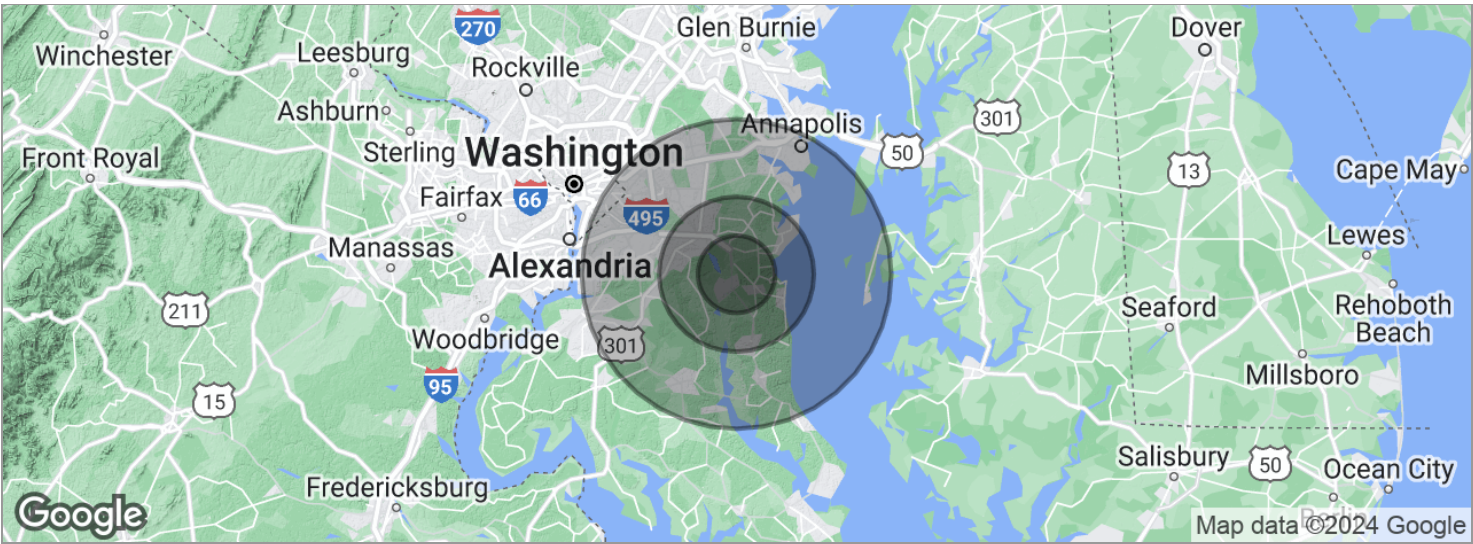 270
Glen Burnie
Dover
Winchester
Leesburg
Rockville
Ashburn
301
Annapolis
Sterling
Washington
50
Front Royal
13
Cape May
Fairfax
66
495
Manassas
Lewes
Alexandria
211
Seaford
Rehoboth
Beach
Woodbridge
301
95
Millsboro
15
Salisbury
50
Ocean City
Fredericksburg
Berlin
Google
Map data ©2024 Google